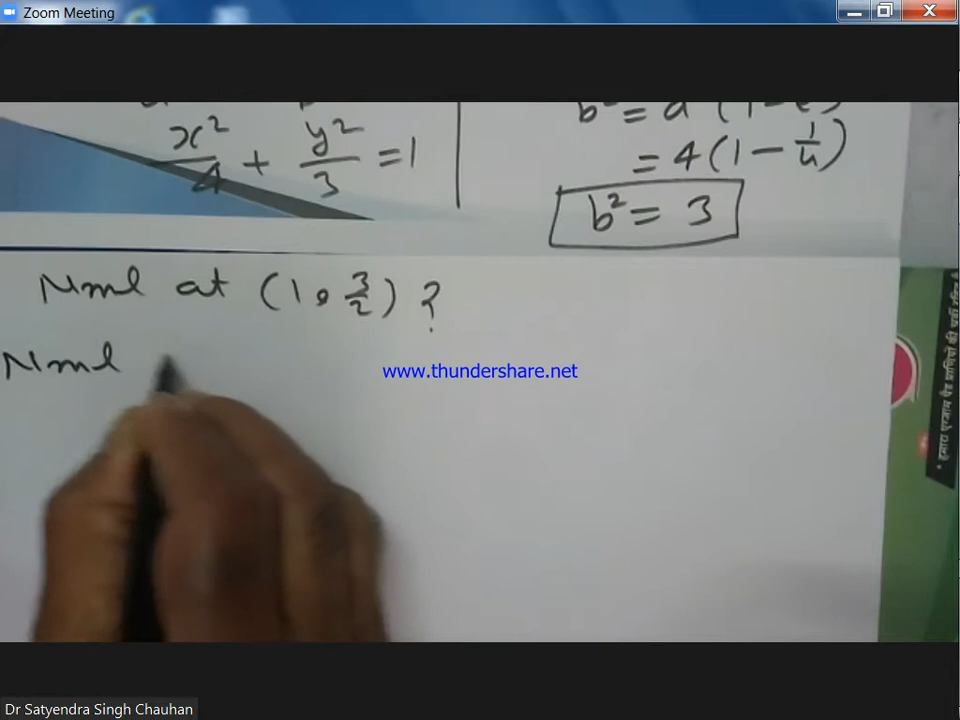 Zoom Meeting
x²/4 + y²/3 = 1
= 4(1 - 1/4)
b² = 3
Nml at (1, 3/2) ?
Nml
www.thundershare.net
Dr Satyendra Singh Chauhan